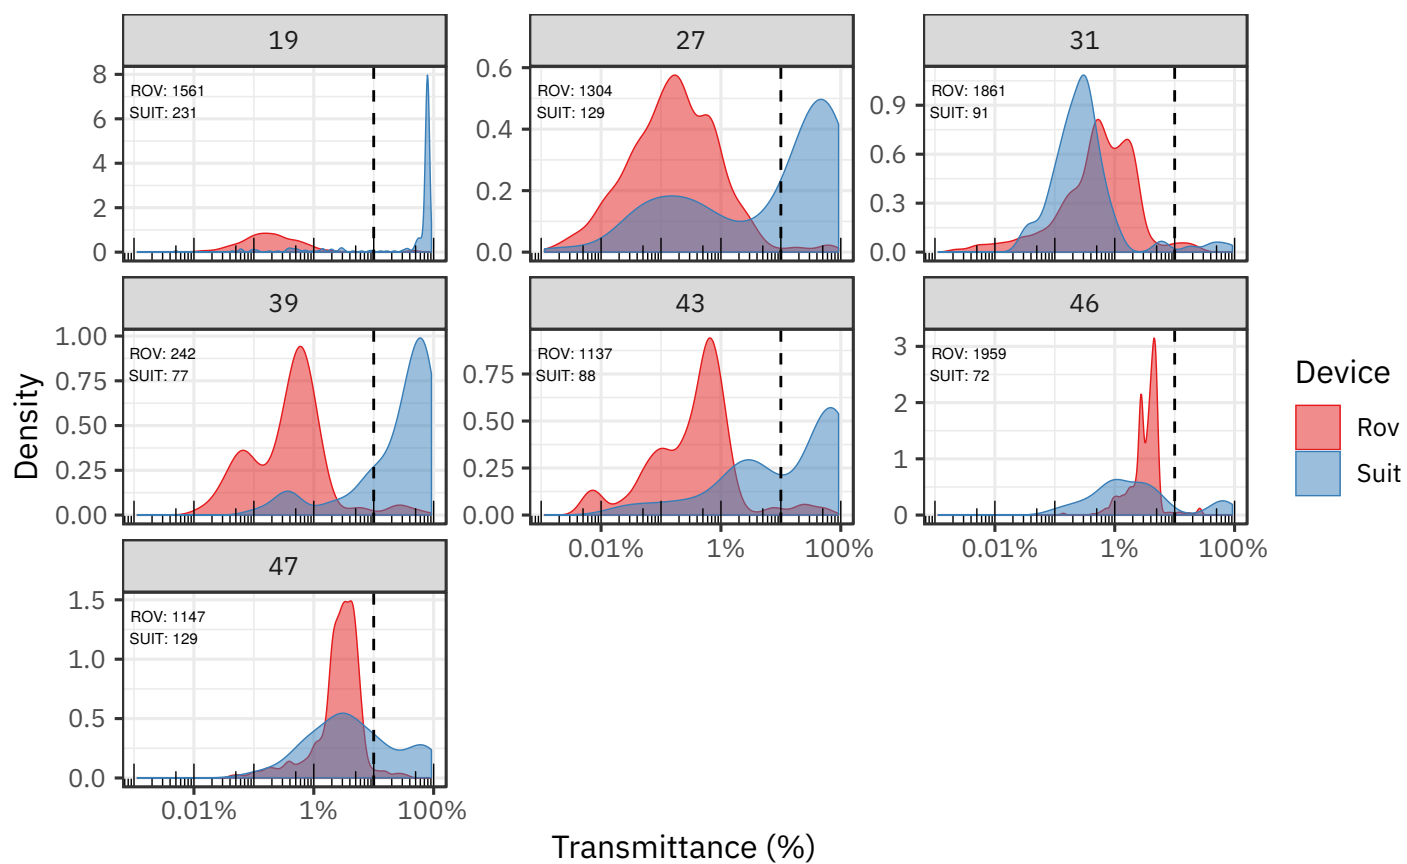 19
27
31
8
6
4
2
0
ROV: 1561
SUIT: 231
0.6
0.4
0.2
0.0
ROV: 1304
SUIT: 129
0.9
0.6
0.3
0.0
ROV: 1861
SUIT: 91
39
43
46
1.00
0.75
0.50
0.25
0.00
ROV: 242
SUIT: 77
0.75
0.50
0.25
0.00
ROV: 1137
SUIT: 88
0.01%
1%
100%
3
2
1
0
ROV: 1959
SUIT: 72
0.01%
1%
100%
47
1.5
1.0
0.5
0.0
ROV: 1147
SUIT: 129
0.01%
1%
100%
Density
Transmittance (%)
Device
Rov
Suit